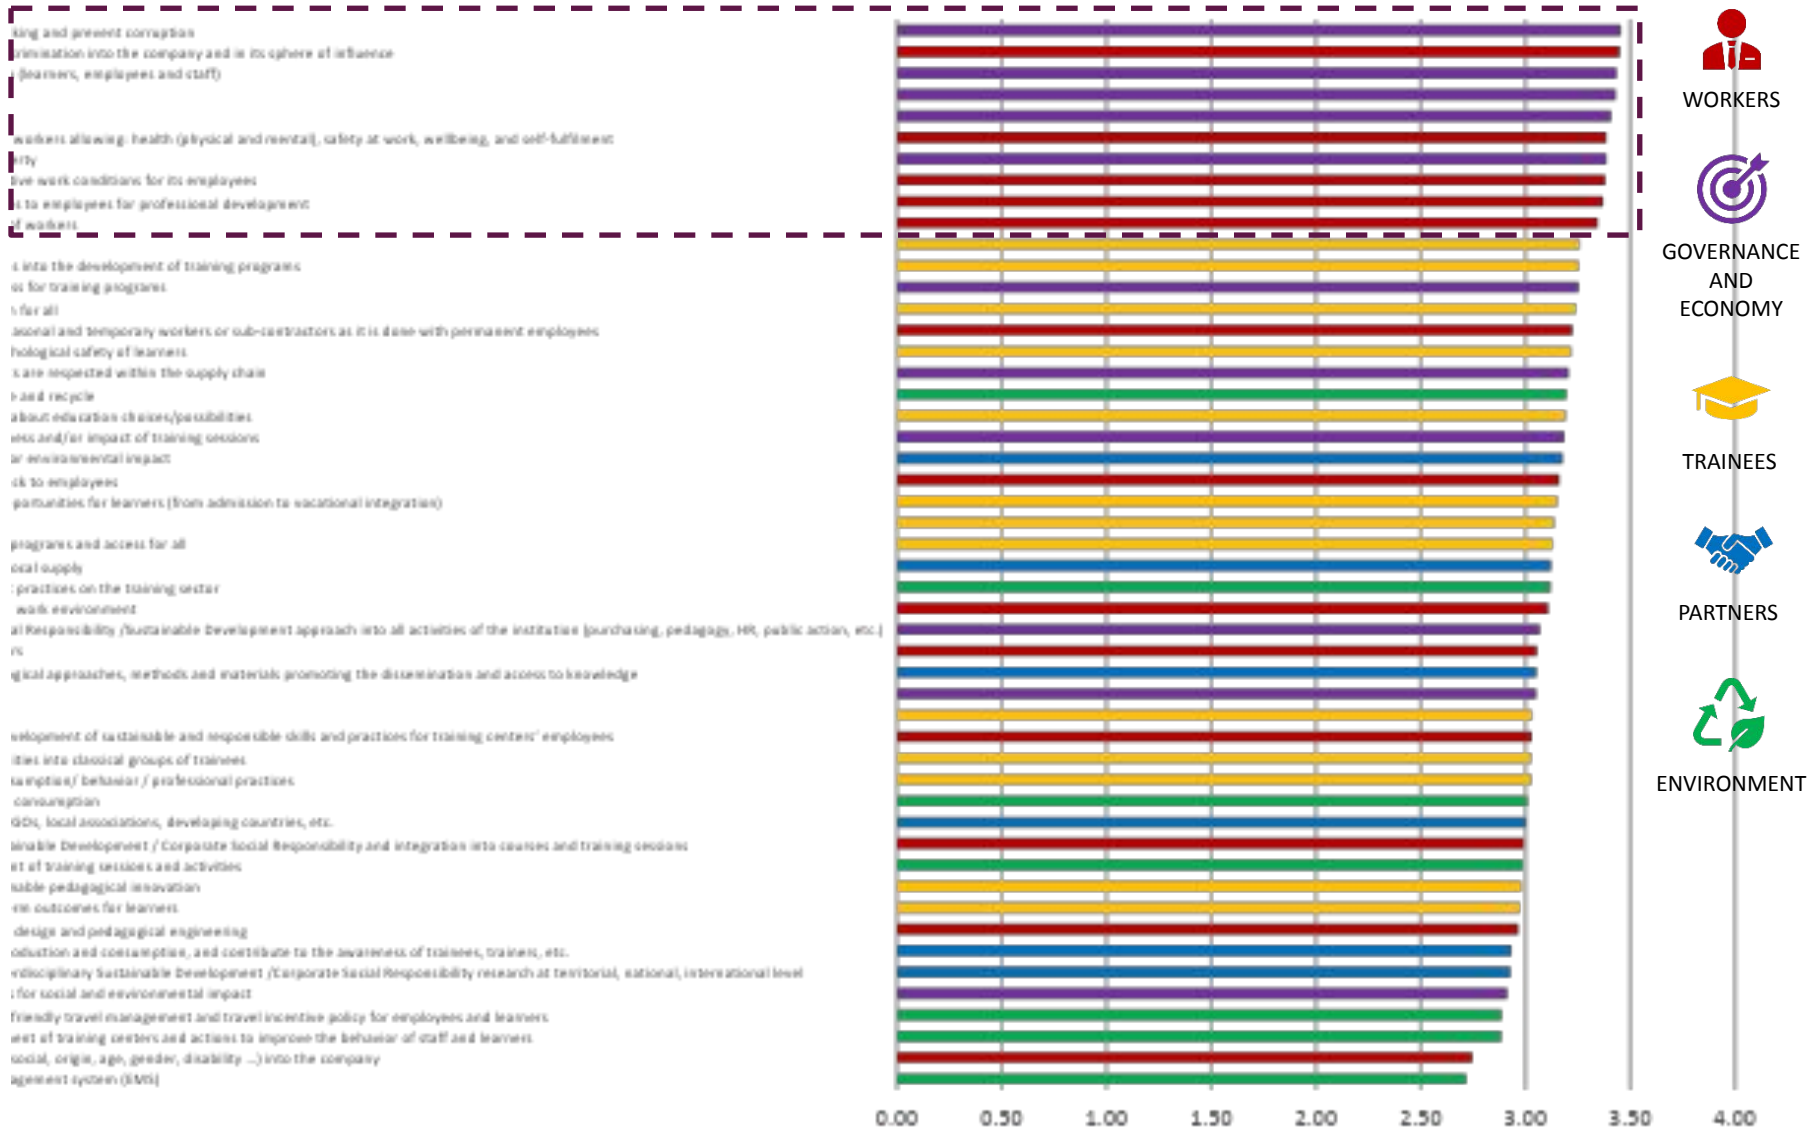 king and prevent corruption
crimination into the company and in its sphere of influence
(learners, employees and staff)
workers allowing: health (physical and mental), safety at work, wellbeing, and self-fulfilment
erty
ive work conditions for its employees
s to employees for professional development
of workers
s into the development of training programs
ss for training programs
n for all
asonal and temporary workers or sub-contractors as it is done with permanent employees
hological safety of learners
s are respected within the supply chain
e and recycle
about education choices/possibilities
ness and/or impact of training sessions
or environmental impact
ck to employees
portunities for learners (from admission to vocational integration)
programs and access for all
ocal supply
practices on the training sector
work environment
al Responsibility /Sustainable Development approach into all activities of the institution (purchasing, pedagogy, HR, public action, etc.)
rs
gical approaches, methods and materials promoting the dissemination and access to knowledge
velopment of sustainable and responsible skills and practices for training centers' employees
ities into classical groups of trainees
sumption/ behavior / professional practices
consumption
GOs, local associations, developing countries, etc.
ainable Development / Corporate Social Responsibility and integration into courses and training sessions
nt of training sessions and activities
nable pedagogical innovation
rm outcomes for learners
design and pedagogical engineering
oduction and consumption, and contribute to the awareness of trainees, trainers, etc.
rdisciplinary Sustainable Development /Corporate Social Responsibility research at territorial, national, international level
s for social and environmental impact
friendly travel management and travel incentive policy for employees and learners
ent of training centers and actions to improve the behavior of staff and learners
social, origin, age, gender, disability ...) into the company
agement system (EMS)
0.00 0.50 1.00 1.50 2.00 2.50 3.00 3.50 4.00
WORKERS
GOVERNANCE
AND
ECONOMY
TRAINEES
PARTNERS
ENVIRONMENT